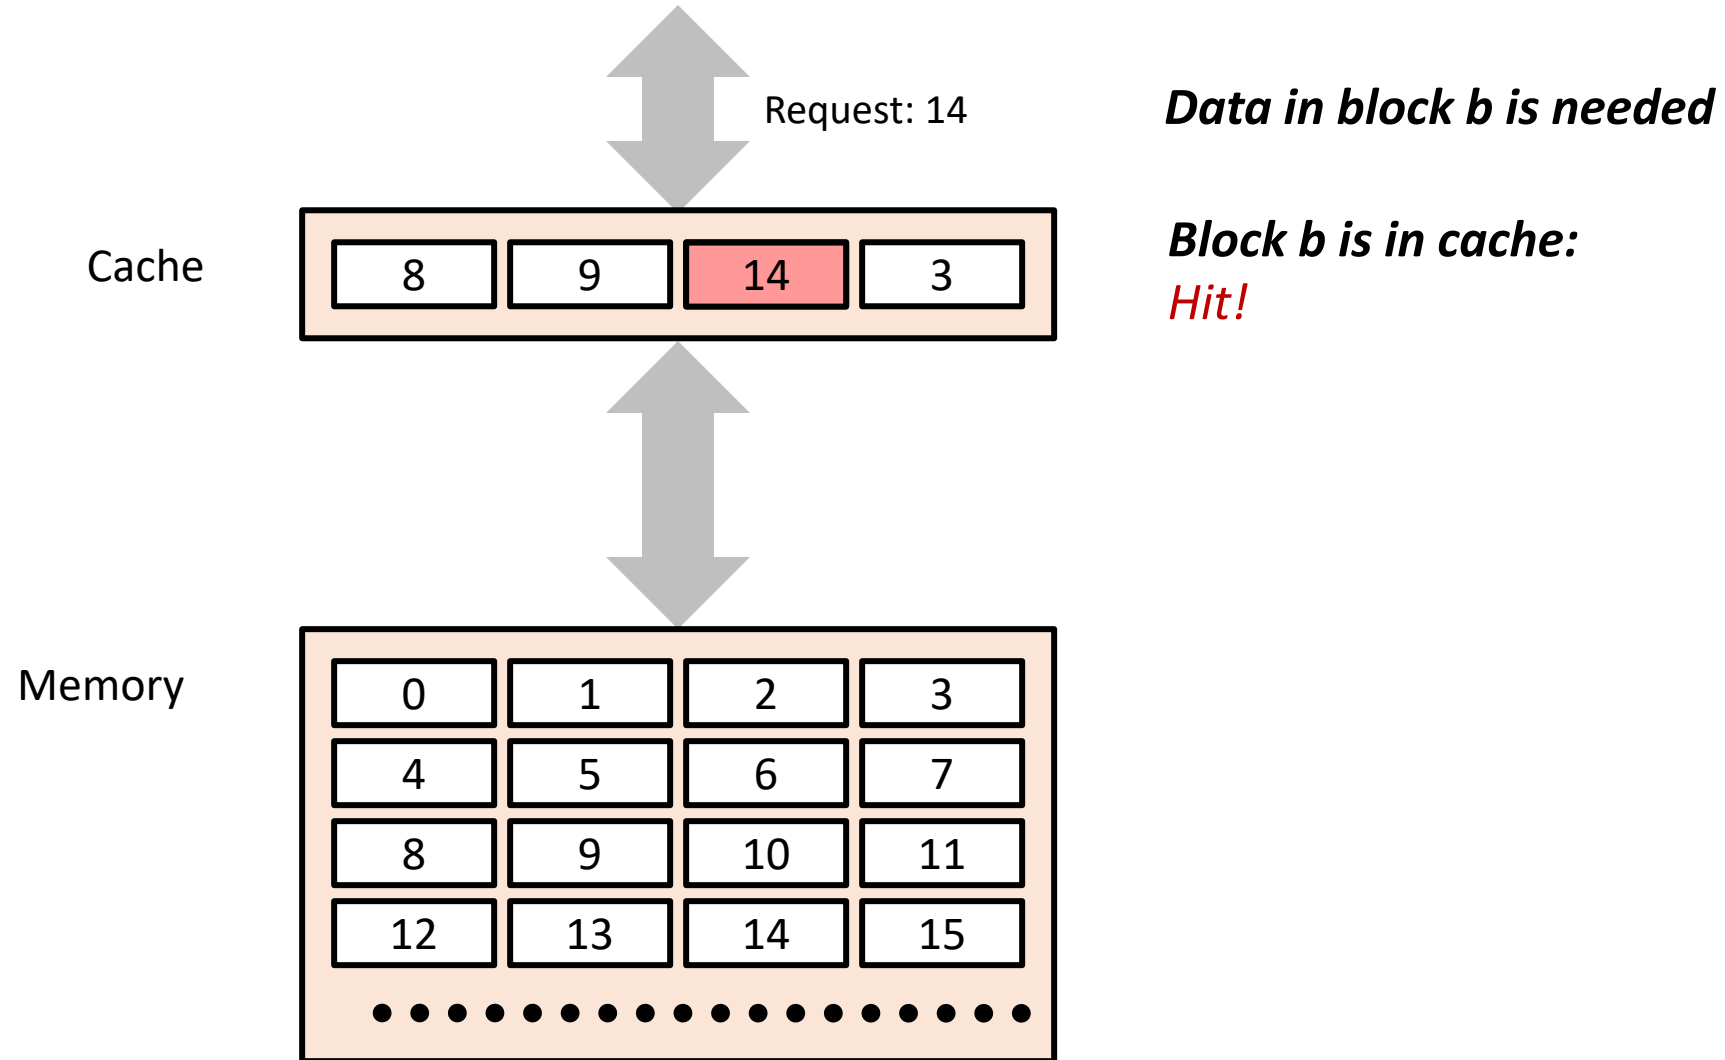 Request: 14
Data in block b is needed
Cache
8 9 14 3
Block b is in cache:
Hit!
Memory
0 1 2 3
4 5 6 7
8 9 10 11
12 13 14 15